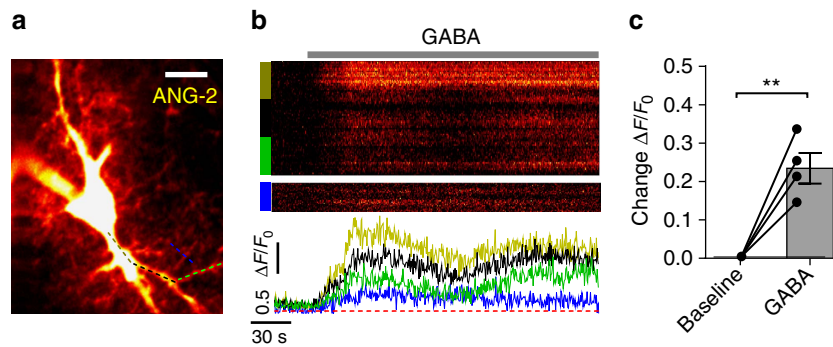 a
ANG-2
b
GABA
ΔF/F0
0.5
30 s
c
**
Change ΔF/F0
0.5
0.4
0.3
0.2
0.1
0.0
Baseline
GABA